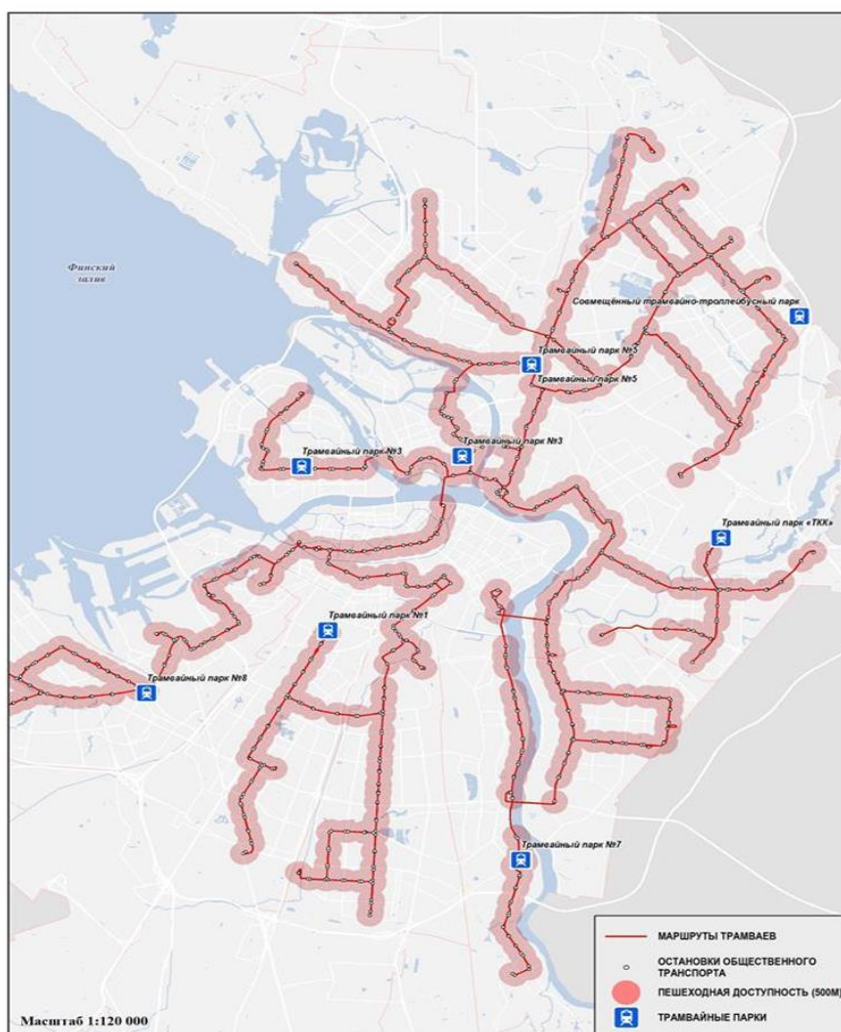 Финский
залив
Совмещённый трамвайно-троллейбусный парк
Трамвайный парк №5
Трамвайный парк №5
Трамвайный парк №3
Трамвайный парк №3
Трамвайный парк «ТКК»
Трамвайный парк №1
Трамвайный парк №8
Трамвайный парк №7
МАРШРУТЫ ТРАМВАЕВ
ОСТАНОВКИ ОБЩЕСТВЕННОГО
ТРАНСПОРТА
ПЕШЕХОДНАЯ ДОСТУПНОСТЬ (500М)
ТРАМВАЙНЫЕ ПАРКИ
Масштаб 1:120 000